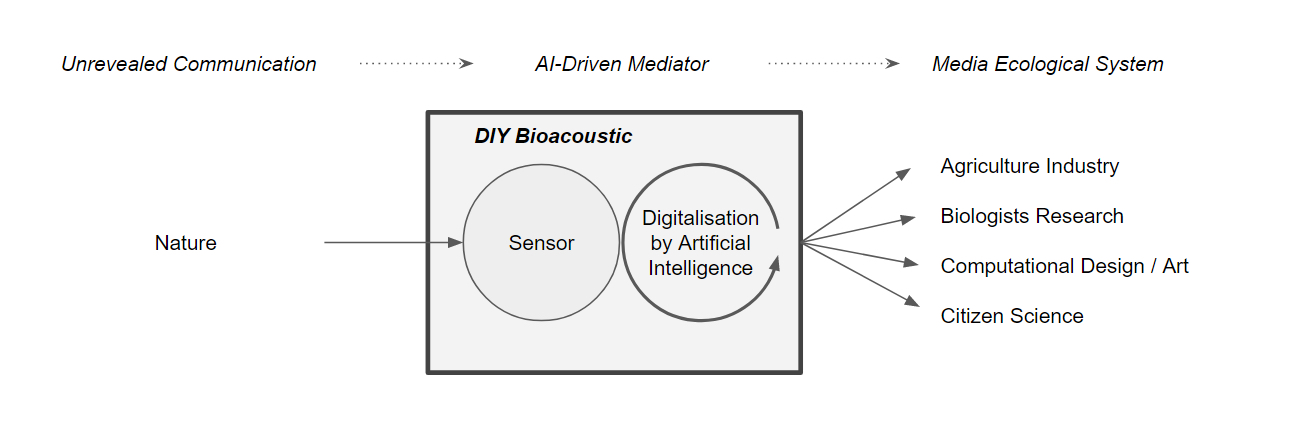 Unrevealed Communication
AI-Driven Mediator
Media Ecological System
DIY Bioacoustic
Nature
Sensor
Digitalisation
by Artificial
Intelligence
Agriculture Industry
Biologists Research
Computational Design / Art
Citizen Science